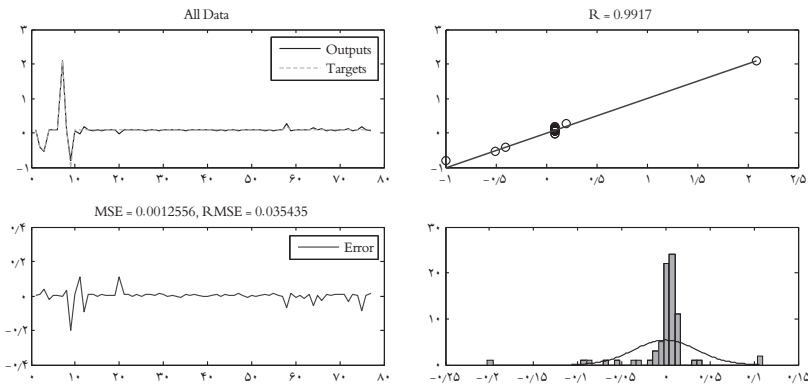 All Data
۳
۲
۱
۰
−۱
۰ ۱۰ ۲۰ ۳۰ ۴۰ ۵۰ ۶۰ ۷۰ ۸۰
Outputs
Targets
R = 0.9917
۳
۲
۱
۰
−۱
−۱ −۰/۵ ۰ ۰/۵ ۱ ۱/۵ ۲ ۲/۵
MSE = 0.0012556, RMSE = 0.035435
۰/۴
۰/۲
۰
−۰/۲
−۰/۴
۰ ۱۰ ۲۰ ۳۰ ۴۰ ۵۰ ۶۰ ۷۰ ۸۰
Error
۳۰
۲۰
۱۰
۰
−۰/۲۵ −۰/۲ −۰/۱۵ −۰/۱ −۰/۰۵ ۰ ۰/۰۵ ۰/۱ ۰/۱۵